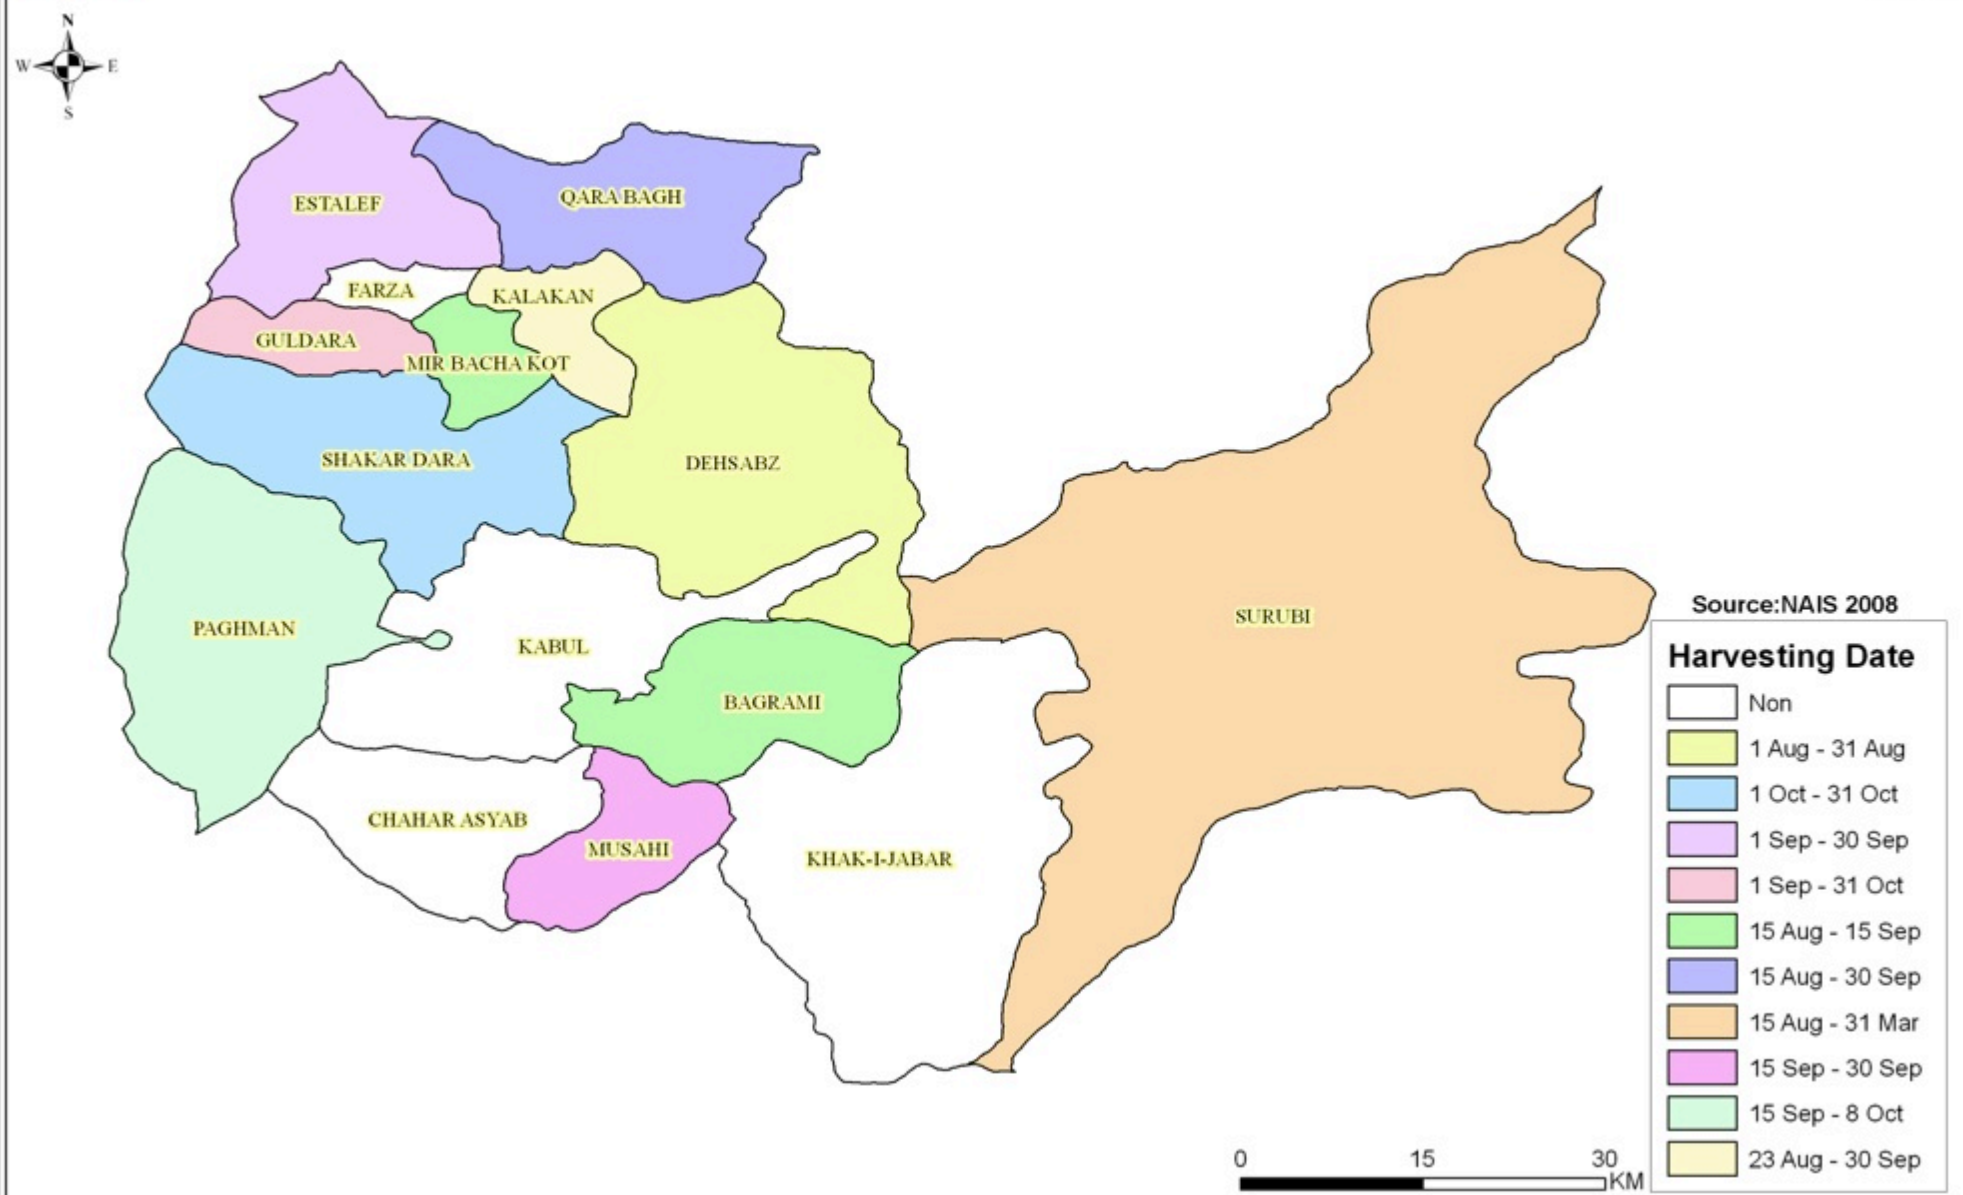 N
W E
S
ESTALEF
QARA BAGH
FARZA
KALAKAN
GULDARA
MIR BACHA KOT
SHAKAR DARA
DEHSABZ
PAGHMAN
KABUL
SURUBI
BAGRAMI
CHAHAR ASYAB
MUSAHI
KHAK-I-JABAR
Source:NAIS 2008
Harvesting Date
Non
1 Aug - 31 Aug
1 Oct - 31 Oct
1 Sep - 30 Sep
1 Sep - 31 Oct
15 Aug - 15 Sep
15 Aug - 30 Sep
15 Aug - 31 Mar
15 Sep - 30 Sep
15 Sep - 8 Oct
23 Aug - 30 Sep
0 15 30
KM